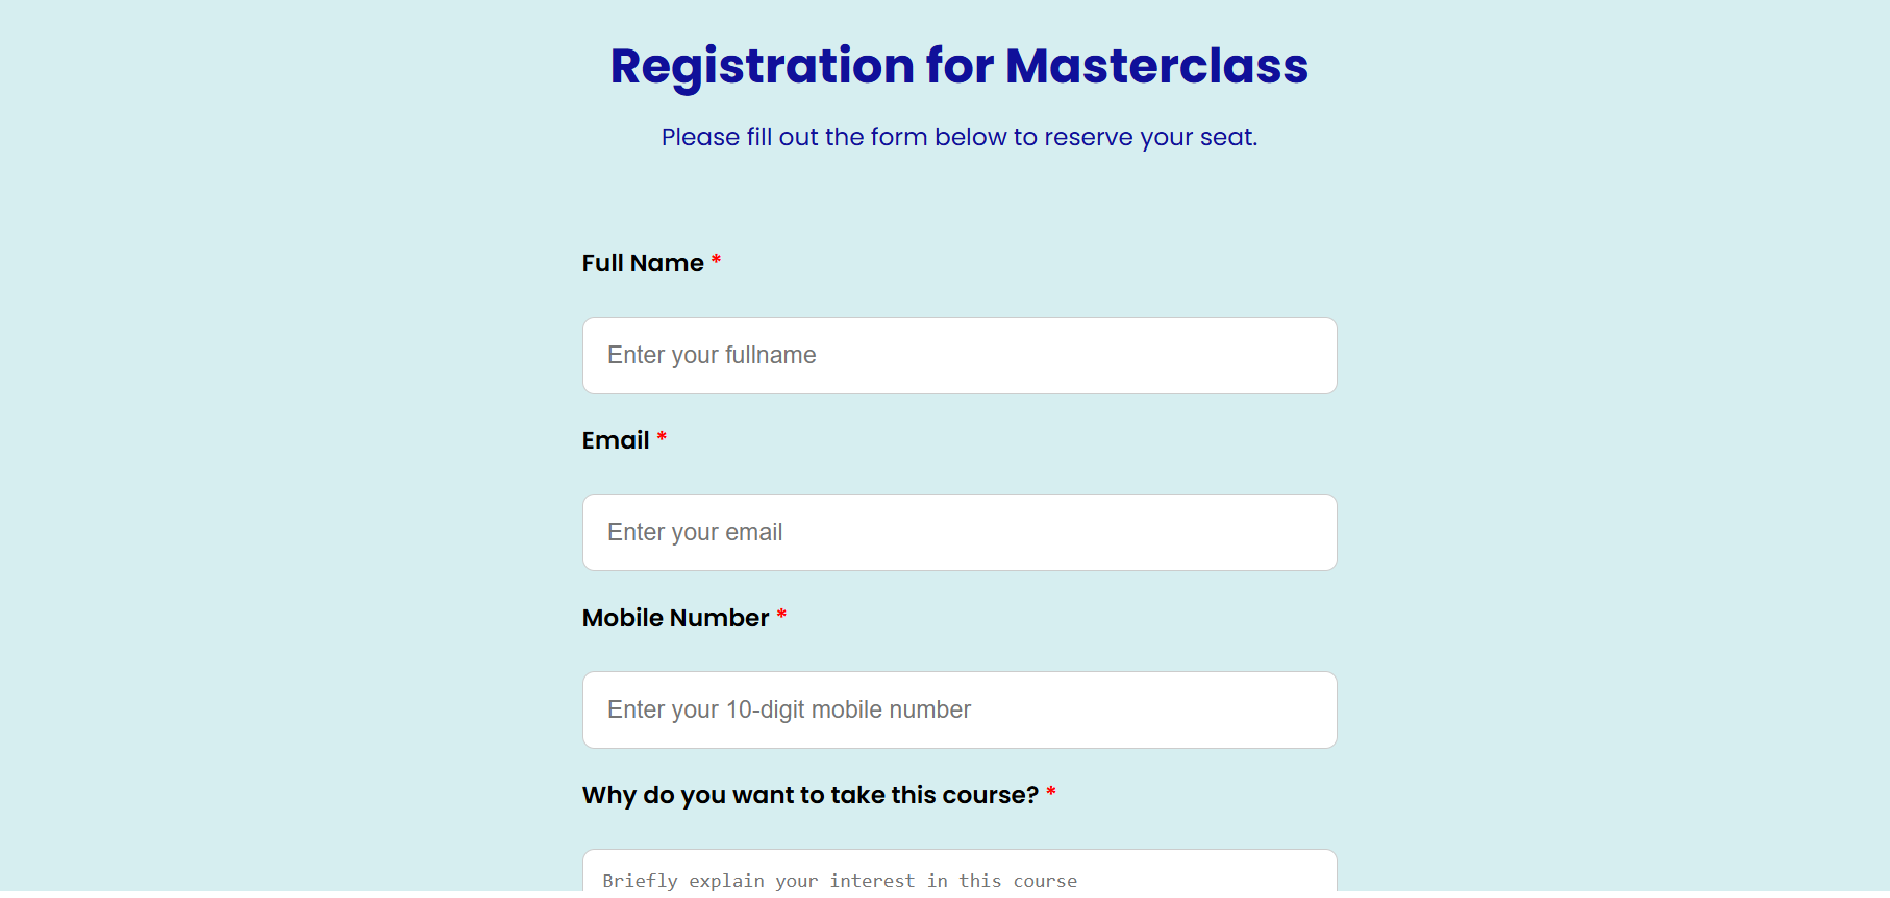 Registration for Masterclass
Please fill out the form below to reserve your seat.
Full Name *
Enter your fullname
Email *
Enter your email
Mobile Number *
Enter your 10-digit mobile number
Why do you want to take this course? *
Briefly explain your interest in this course